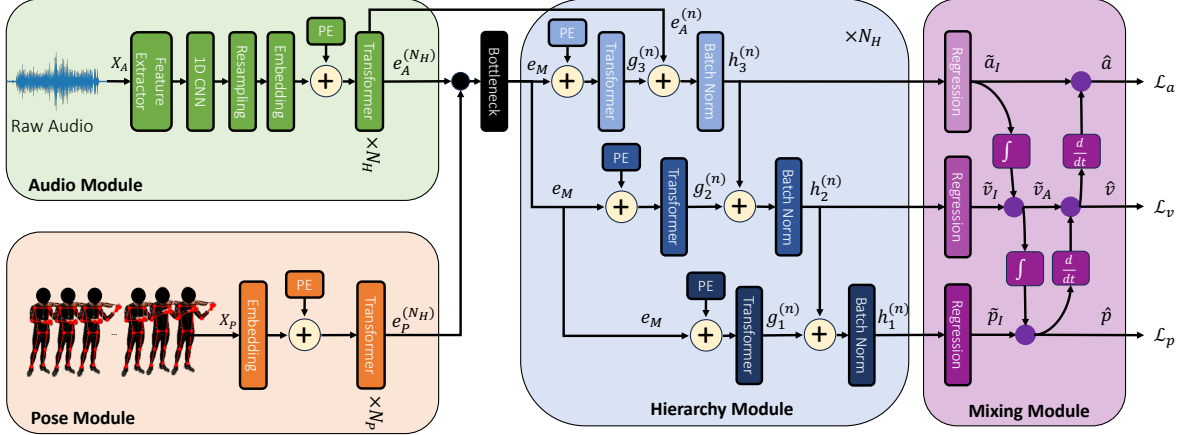 Raw Audio
X_A
Feature Extractor
1D CNN
Resampling
Embedding
PE
+
Transformer
×N_H
e_A^{(N_H)}
Audio Module
X_P
...
Embedding
PE
+
Transformer
×N_P
e_P^{(N_H)}
Pose Module
Bottleneck
e_M
PE
+
Transformer
g_3^{(n)}
e_A^{(n)}
+
Batch Norm
h_3^{(n)}
×N_H
e_M
PE
+
Transformer
g_2^{(n)}
+
Batch Norm
h_2^{(n)}
e_M
PE
+
Transformer
g_1^{(n)}
+
Batch Norm
h_1^{(n)}
Hierarchy Module
Regression
ã_I
â
ℒ_a
∫
d/dt
Regression
ṽ_I
ṽ_A
v̂
ℒ_v
∫
d/dt
Regression
p̃_I
p̂
ℒ_p
Mixing Module